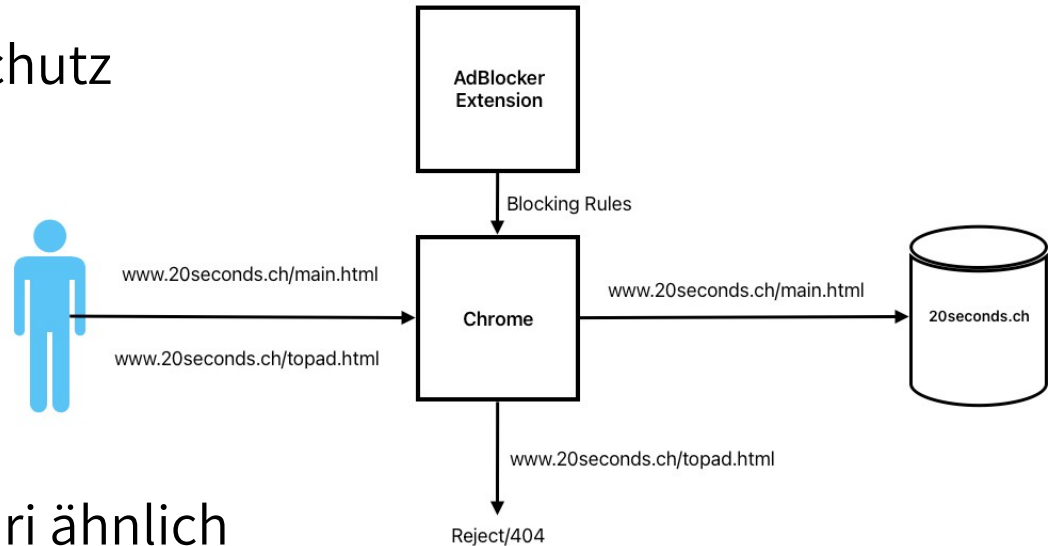 chutz
AdBlocker
Extension
Blocking Rules
www.20seconds.ch/main.html
www.20seconds.ch/main.html
Chrome
20seconds.ch
www.20seconds.ch/topad.html
www.20seconds.ch/topad.html
ri ähnlich
Reject/404